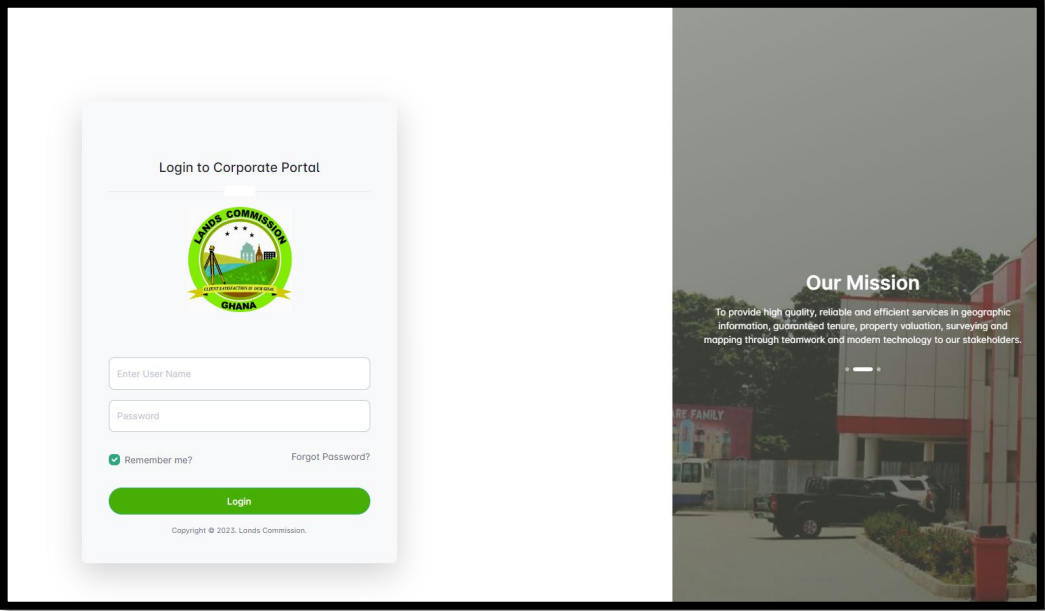 Login to Corporate Portal
LANDS COMMISSION
CLIENT SATISFACTION IS OUR GOAL
GHANA
Enter User Name
Password
Remember me?
Forgot Password?
Login
Copyright © 2023. Lands Commission.
Our Mission
To provide high quality, reliable and efficient services in geographic
information, guaranteed tenure, property valuation, surveying and
mapping through teamwork and modern technology to our stakeholders.
RE FAMILY